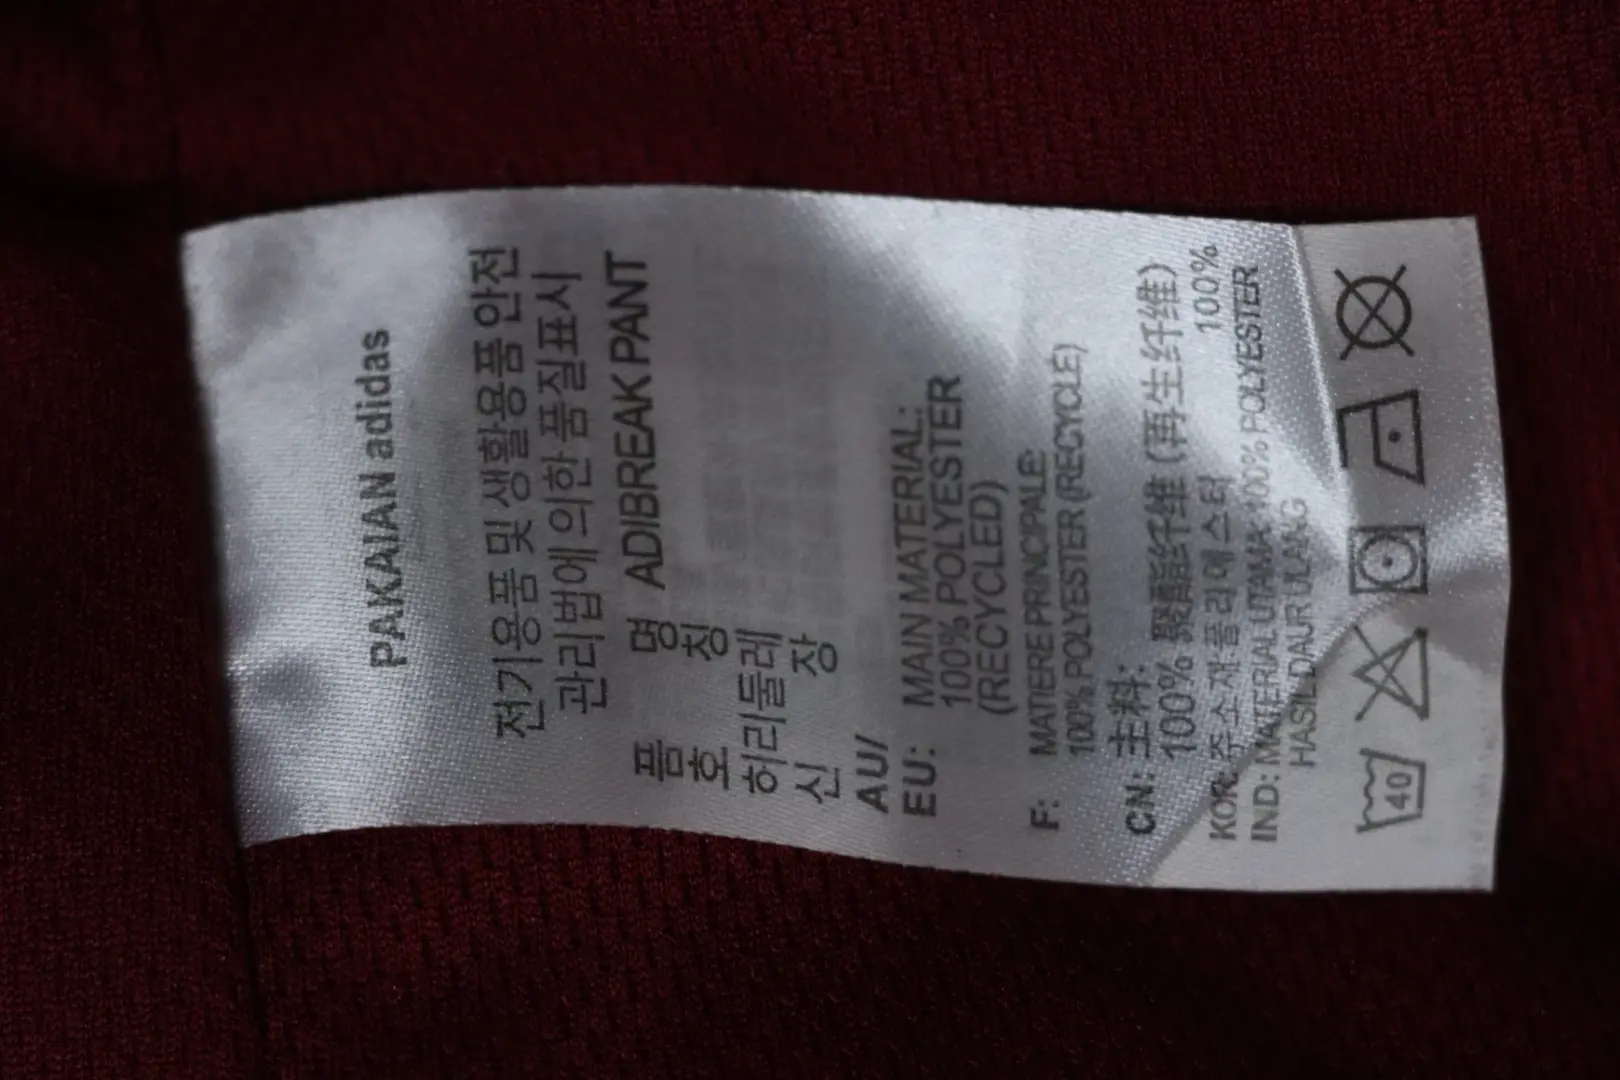 PAKAIAN adidas
전기용품 및 생활용품 안전
관리법에 의한 품질표시
품 명 ADIBREAK PANT
호 칭
허리둘레
신 장
AU/
EU: MAIN MATERIAL:
100% POLYESTER
(RECYCLED)
F: MATIERE PRINCIPALE:
100% POLYESTER (RECYCLE)
CN: 主料:
100% 聚酯纤维 (再生纤维)
KOR: 주소재폴리에스터 100%
IND: MATERIAL UTAMA 100% POLYESTER
HASIL DAUR ULANG
40